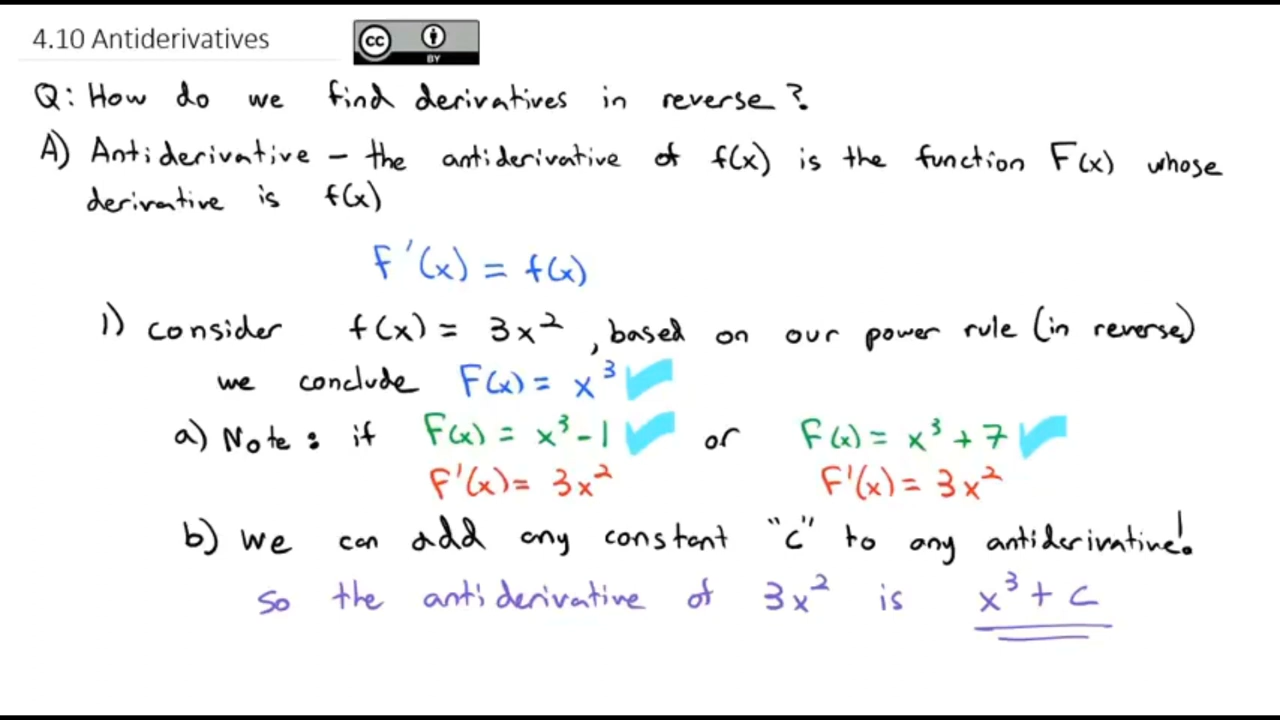 4.10 Antiderivatives
cc BY
Q: How do we find derivatives in reverse?
A) Antiderivative - the antiderivative of f(x) is the function F(x) whose
derivative is f(x)
F'(x) = f(x)
1) consider f(x) = 3x², based on our power rule (in reverse)
we conclude F(x) = x³
a) Note: if F(x) = x³ - 1 or F(x) = x³ + 7
F'(x) = 3x² F'(x) = 3x²
b) We can add any constant "c" to any antiderivative!
So the antiderivative of 3x² is x³ + c